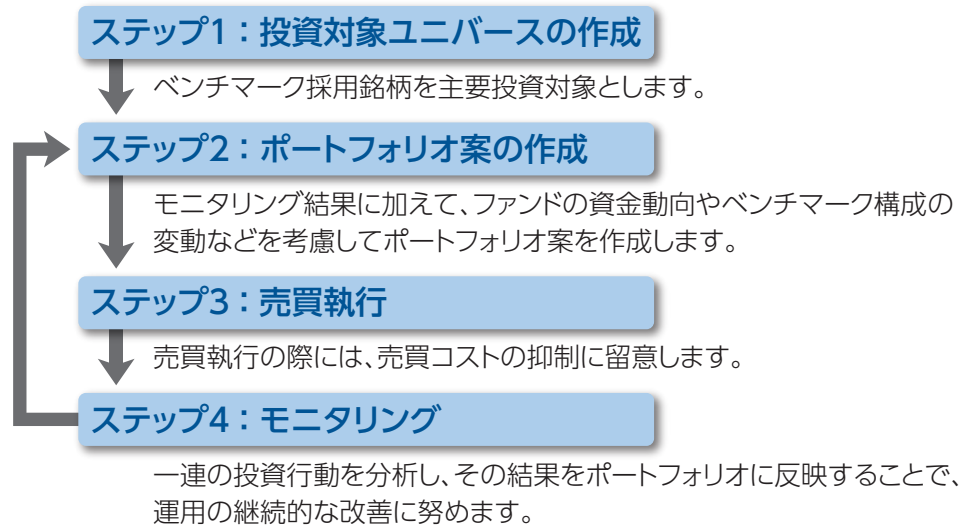 ステップ1：投資対象ユニバースの作成
ベンチマーク採用銘柄を主要投資対象とします。
ステップ2：ポートフォリオ案の作成
モニタリング結果に加えて、ファンドの資金動向やベンチマーク構成の
変動などを考慮してポートフォリオ案を作成します。
ステップ3：売買執行
売買執行の際には、売買コストの抑制に留意します。
ステップ4：モニタリング
一連の投資行動を分析し、その結果をポートフォリオに反映することで、
運用の継続的な改善に努めます。